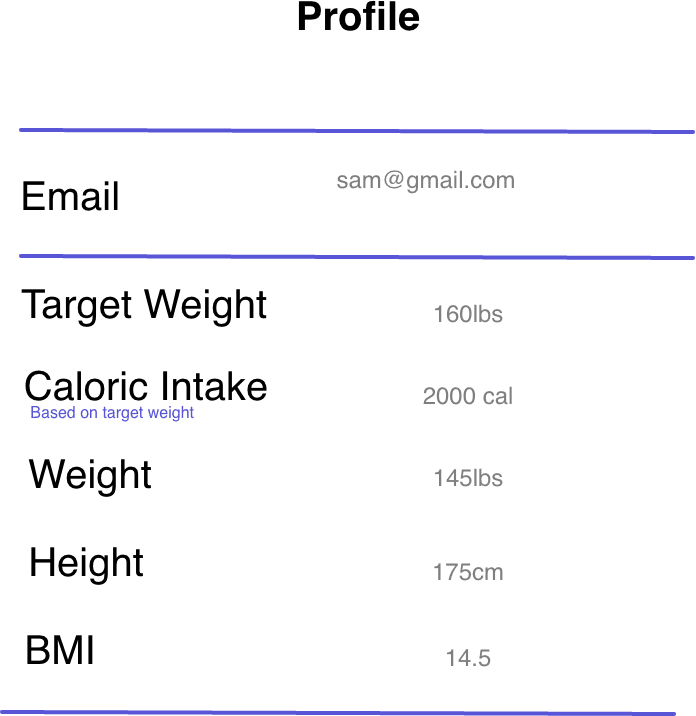 Profile
Email
sam@gmail.com
Target Weight
160lbs
Caloric Intake
2000 cal
Based on target weight
Weight
145lbs
Height
175cm
BMI
14.5